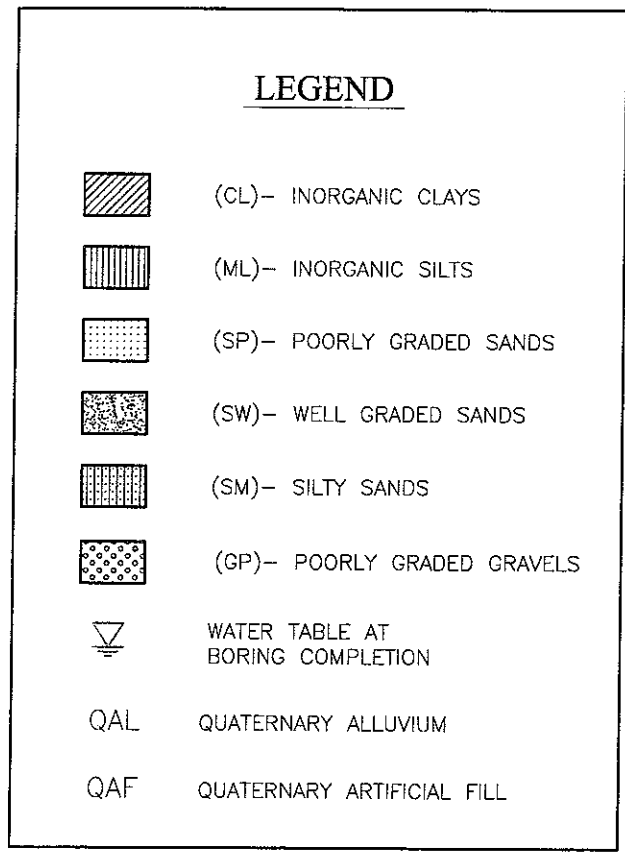 LEGEND
(CL)– INORGANIC CLAYS
(ML)– INORGANIC SILTS
(SP)– POORLY GRADED SANDS
(SW)– WELL GRADED SANDS
(SM)– SILTY SANDS
(GP)– POORLY GRADED GRAVELS
WATER TABLE AT
BORING COMPLETION
QAL QUATERNARY ALLUVIUM
QAF QUATERNARY ARTIFICIAL FILL